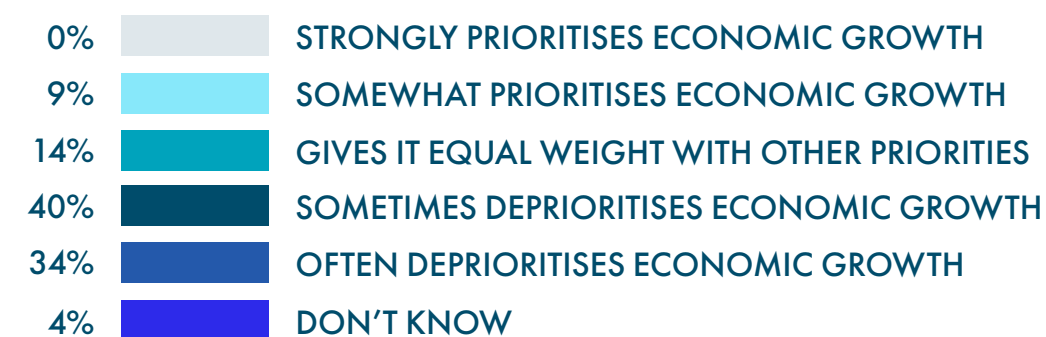 0% STRONGLY PRIORITISES ECONOMIC GROWTH
9% SOMEWHAT PRIORITISES ECONOMIC GROWTH
14% GIVES IT EQUAL WEIGHT WITH OTHER PRIORITIES
40% SOMETIMES DEPRIORITISES ECONOMIC GROWTH
34% OFTEN DEPRIORITISES ECONOMIC GROWTH
4% DON'T KNOW